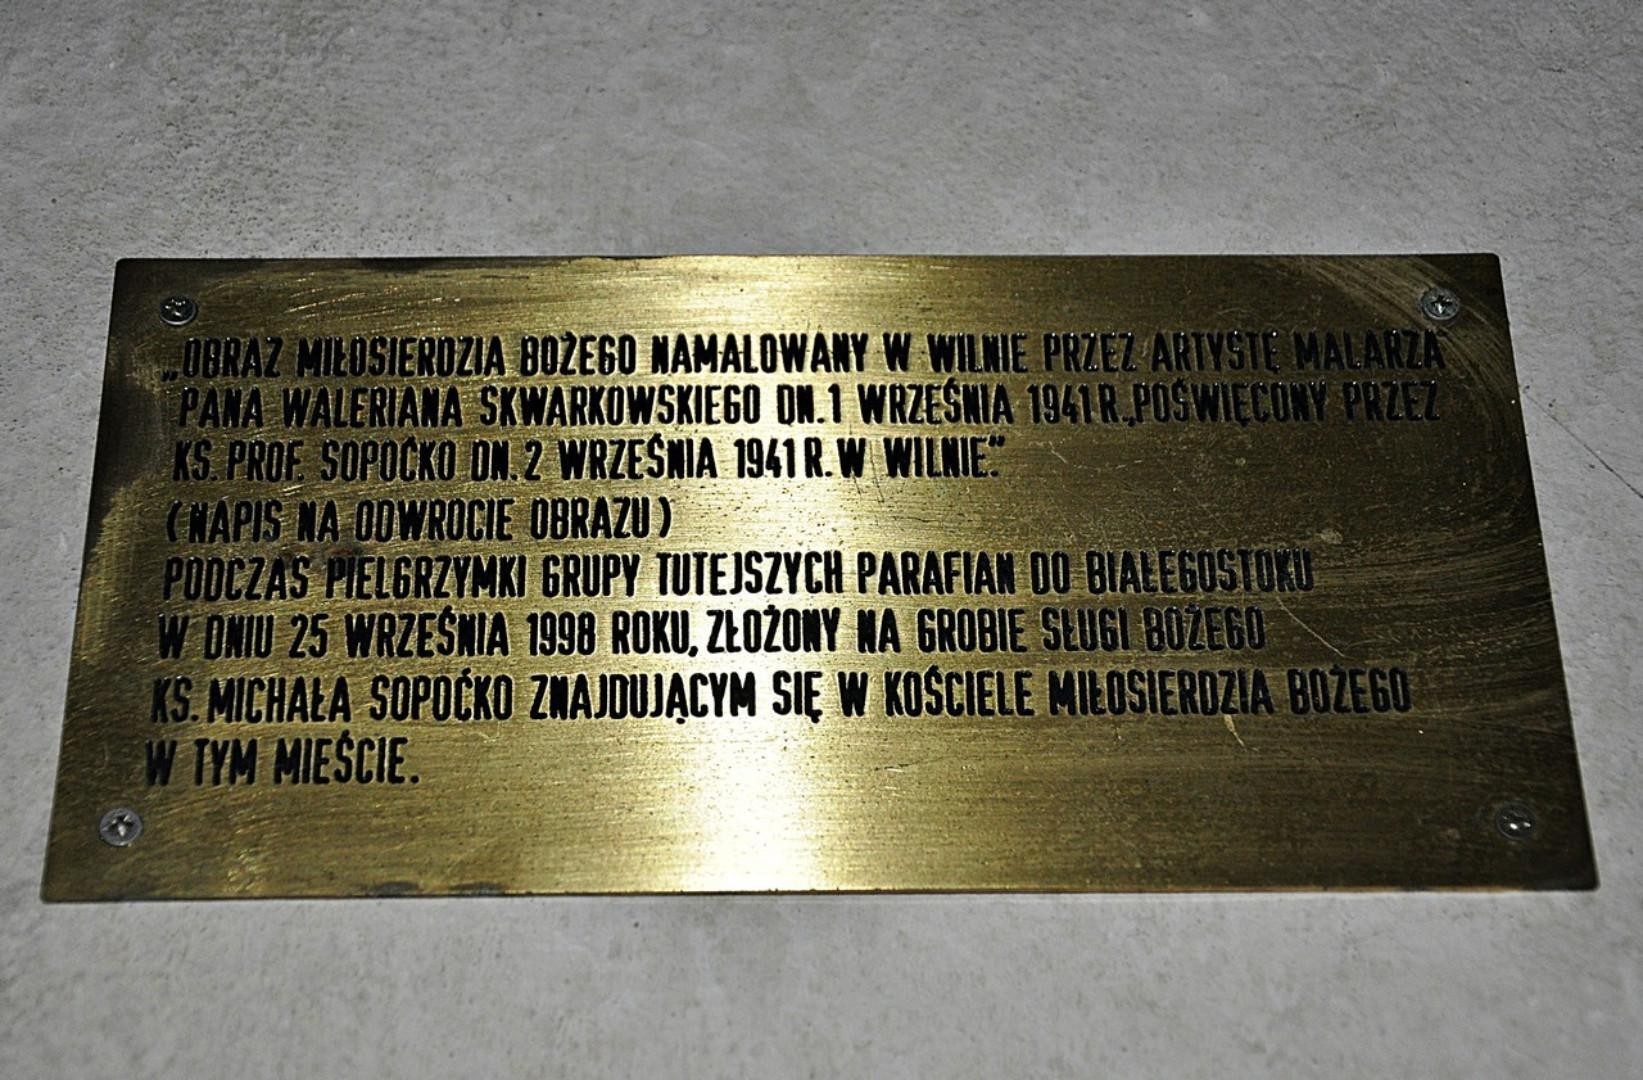 „OBRAZ MIŁOSIERDZIA BOŻEGO NAMALOWANY W WILNIE PRZEZ ARTYSTĘ MALARZA
PANA WALERIANA SKWARKOWSKIEGO DN. 1 WRZEŚNIA 1941 R., POŚWIĘCONY PRZEZ
KS. PROF. SOPOĆKO DN. 2 WRZEŚNIA 1941 R. W WILNIE."
(NAPIS NA ODWROCIE OBRAZU)
PODCZAS PIELGRZYMKI GRUPY TUTEJSZYCH PARAFIAN DO BIAŁEGOSTOKU
W DNIU 25 WRZEŚNIA 1998 ROKU, ZŁOŻONY NA GROBIE SŁUGI BOŻEGO
KS. MICHAŁA SOPOĆKO ZNAJDUJĄCYM SIĘ W KOŚCIELE MIŁOSIERDZIA BOŻEGO
W TYM MIEŚCIE.